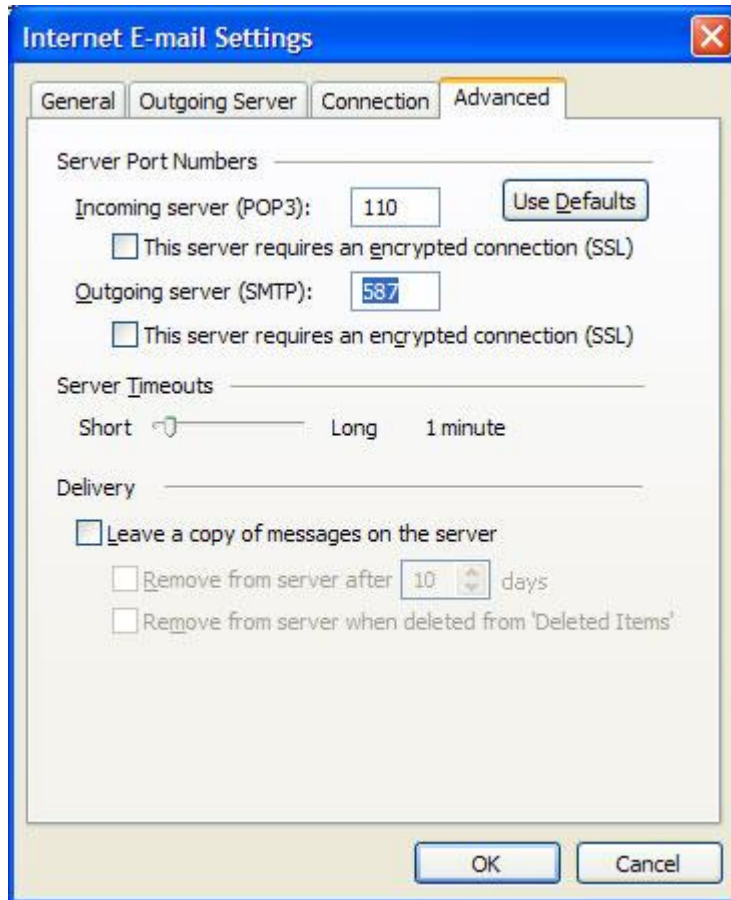 Internet E-mail Settings
General Outgoing Server Connection Advanced
Server Port Numbers
Incoming server (POP3): 110 Use Defaults
This server requires an encrypted connection (SSL)
Outgoing server (SMTP): 587
This server requires an encrypted connection (SSL)
Server Timeouts
Short Long 1 minute
Delivery
Leave a copy of messages on the server
Remove from server after 10 days
Remove from server when deleted from 'Deleted Items'
OK Cancel